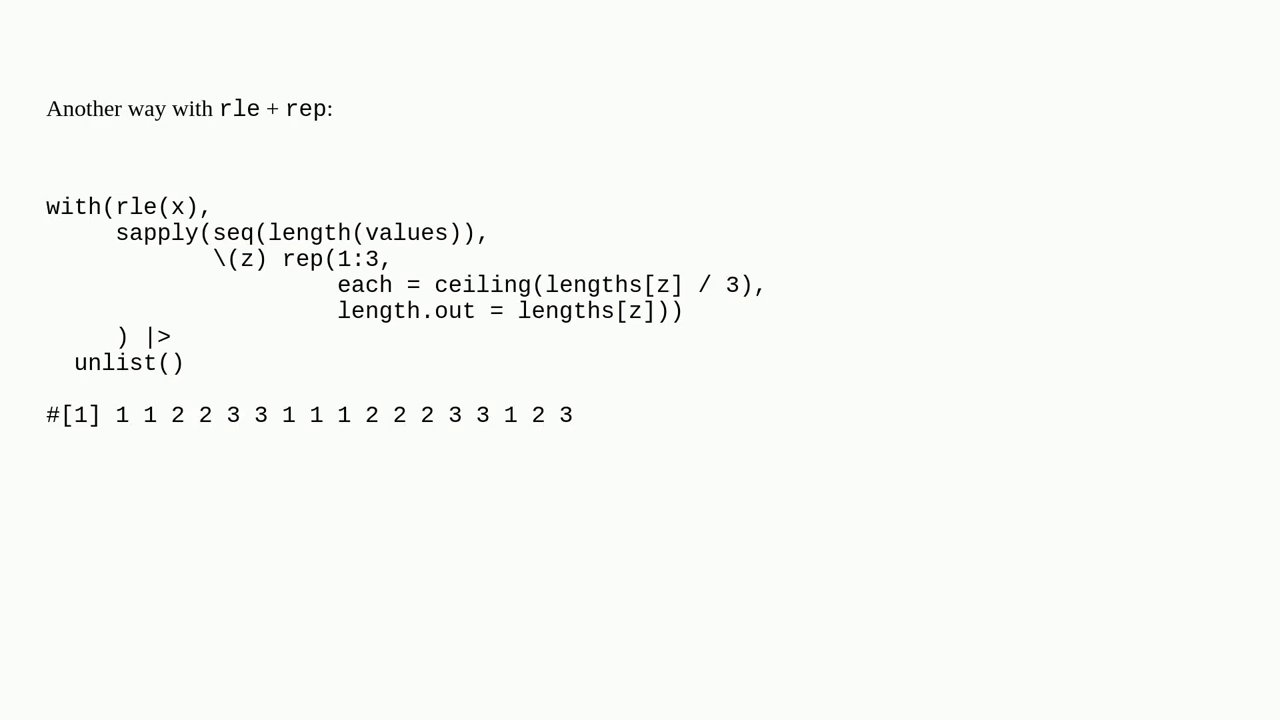 Another way with rle + rep:
with(rle(x),
     sapply(seq(length(values)),
            \(z) rep(1:3,
                     each = ceiling(lengths[z] / 3),
                     length.out = lengths[z]))
     ) |>
  unlist()
#[1] 1 1 2 2 3 3 1 1 1 2 2 2 3 3 1 2 3